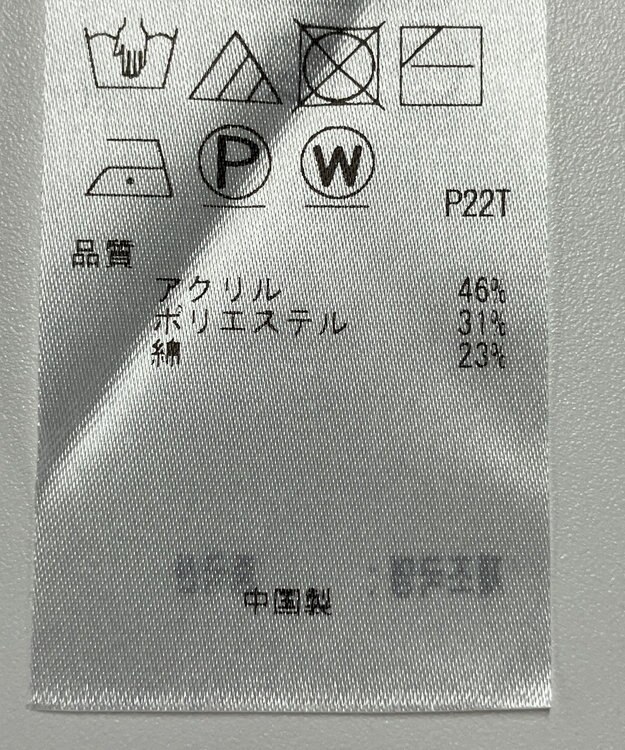 P W
P22T
品質
アクリル 46%
ポリエステル 31%
綿 23%
中国製